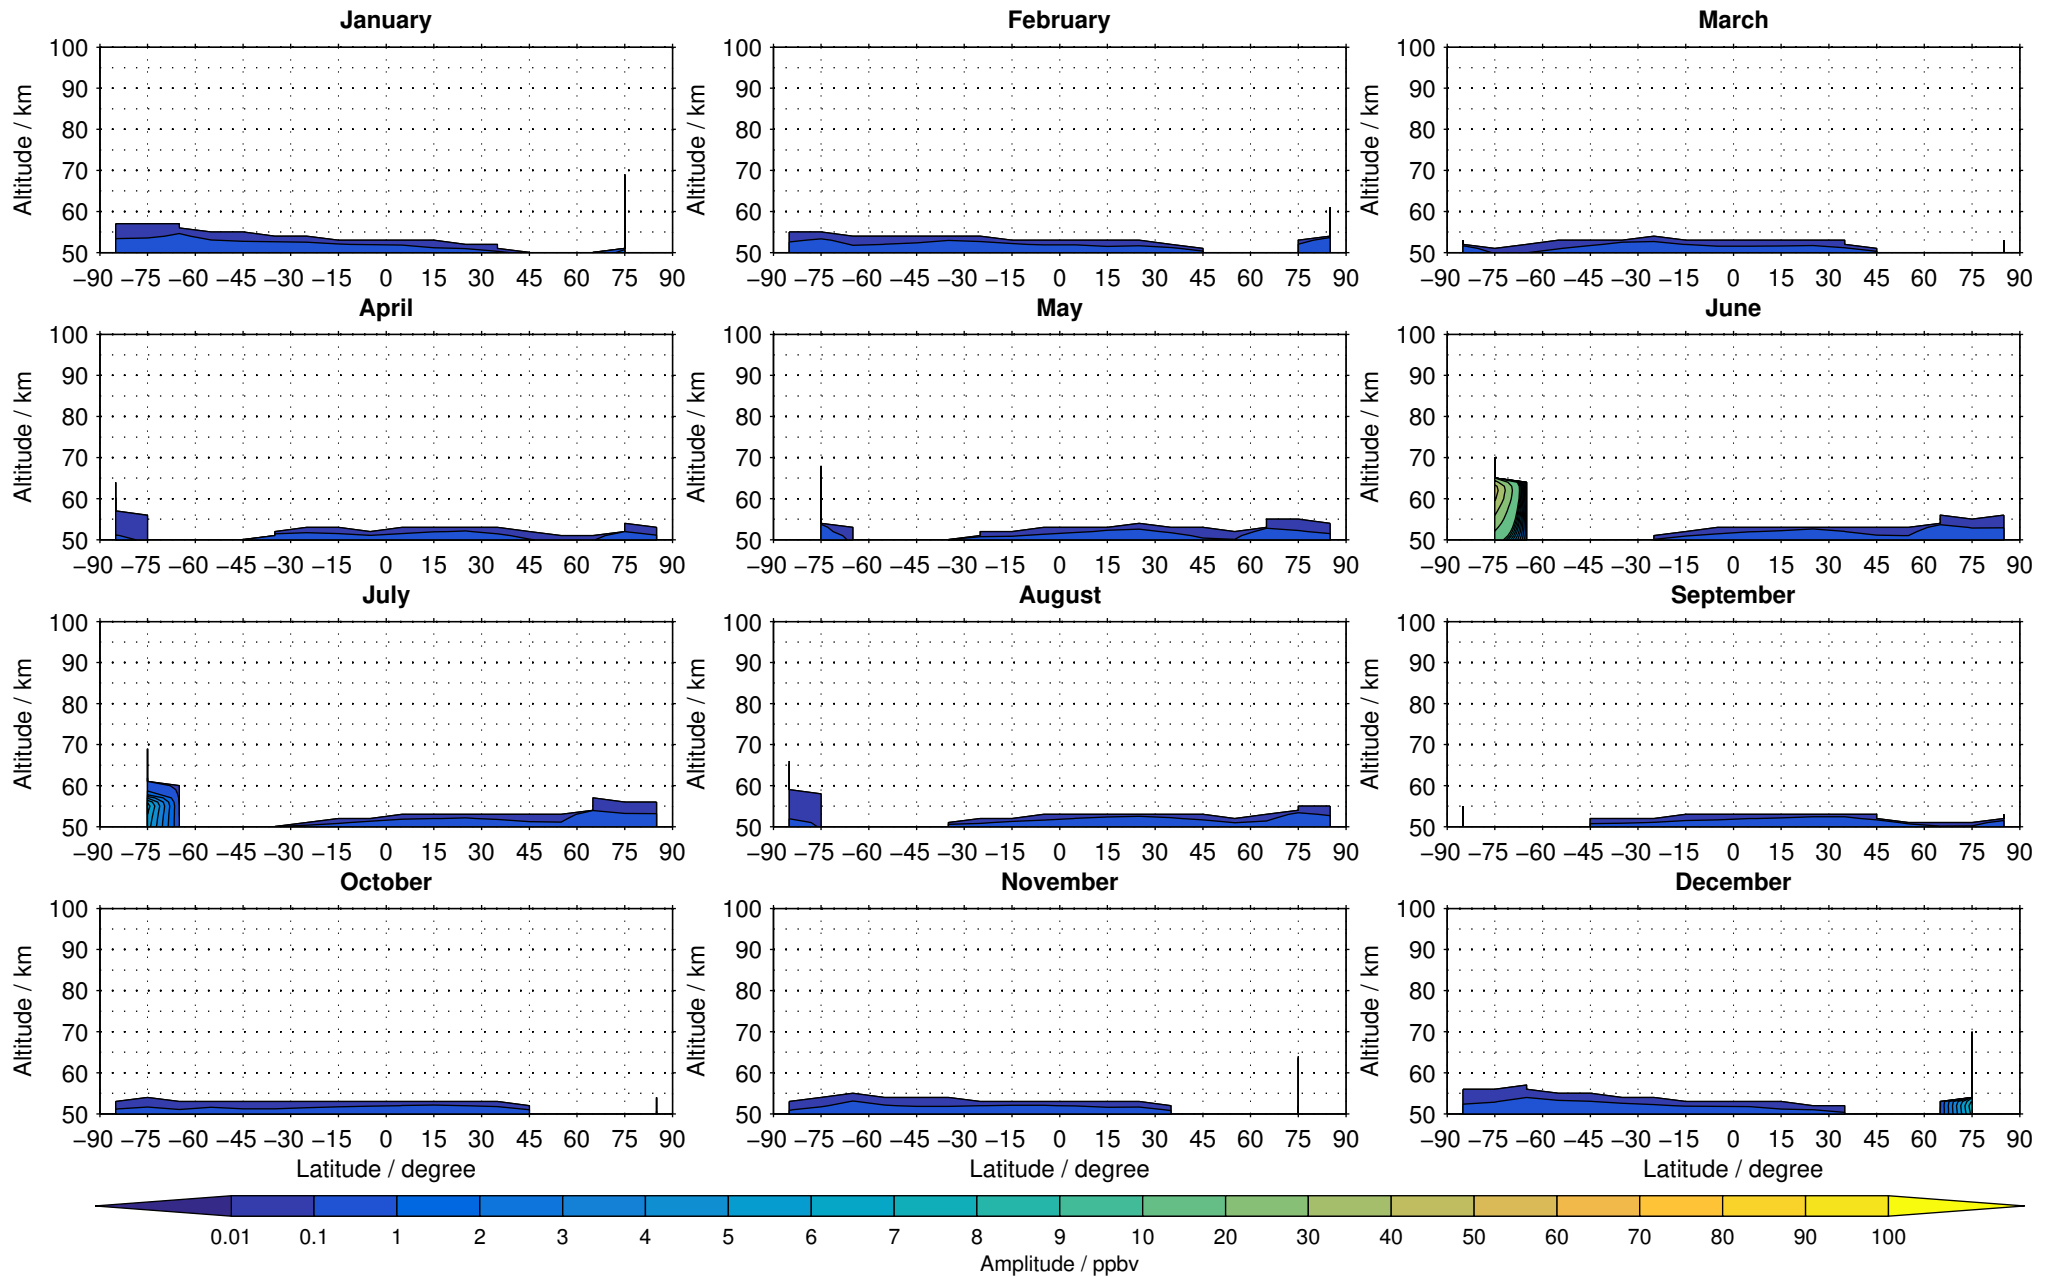 January February March
100 100 100
90 90 90
80 80 80
70 70 70
60 60 60
50 50 50
Altitude / km Altitude / km Altitude / km
−90 −75 −60 −45 −30 −15 0 15 30 45 60 75 90 −90 −75 −60 −45 −30 −15 0 15 30 45 60 75 90 −90 −75 −60 −45 −30 −15 0 15 30 45 60 75 90
April May June
100 100 100
90 90 90
80 80 80
70 70 70
60 60 60
50 50 50
Altitude / km Altitude / km Altitude / km
−90 −75 −60 −45 −30 −15 0 15 30 45 60 75 90 −90 −75 −60 −45 −30 −15 0 15 30 45 60 75 90 −90 −75 −60 −45 −30 −15 0 15 30 45 60 75 90
July August September
100 100 100
90 90 90
80 80 80
70 70 70
60 60 60
50 50 50
Altitude / km Altitude / km Altitude / km
−90 −75 −60 −45 −30 −15 0 15 30 45 60 75 90 −90 −75 −60 −45 −30 −15 0 15 30 45 60 75 90 −90 −75 −60 −45 −30 −15 0 15 30 45 60 75 90
October November December
100 100 100
90 90 90
80 80 80
70 70 70
60 60 60
50 50 50
Altitude / km Altitude / km Altitude / km
−90 −75 −60 −45 −30 −15 0 15 30 45 60 75 90 −90 −75 −60 −45 −30 −15 0 15 30 45 60 75 90 −90 −75 −60 −45 −30 −15 0 15 30 45 60 75 90
Latitude / degree Latitude / degree Latitude / degree
0.01 0.1 1 2 3 4 5 6 7 8 9 10 20 30 40 50 60 70 80 90 100
Amplitude / ppbv